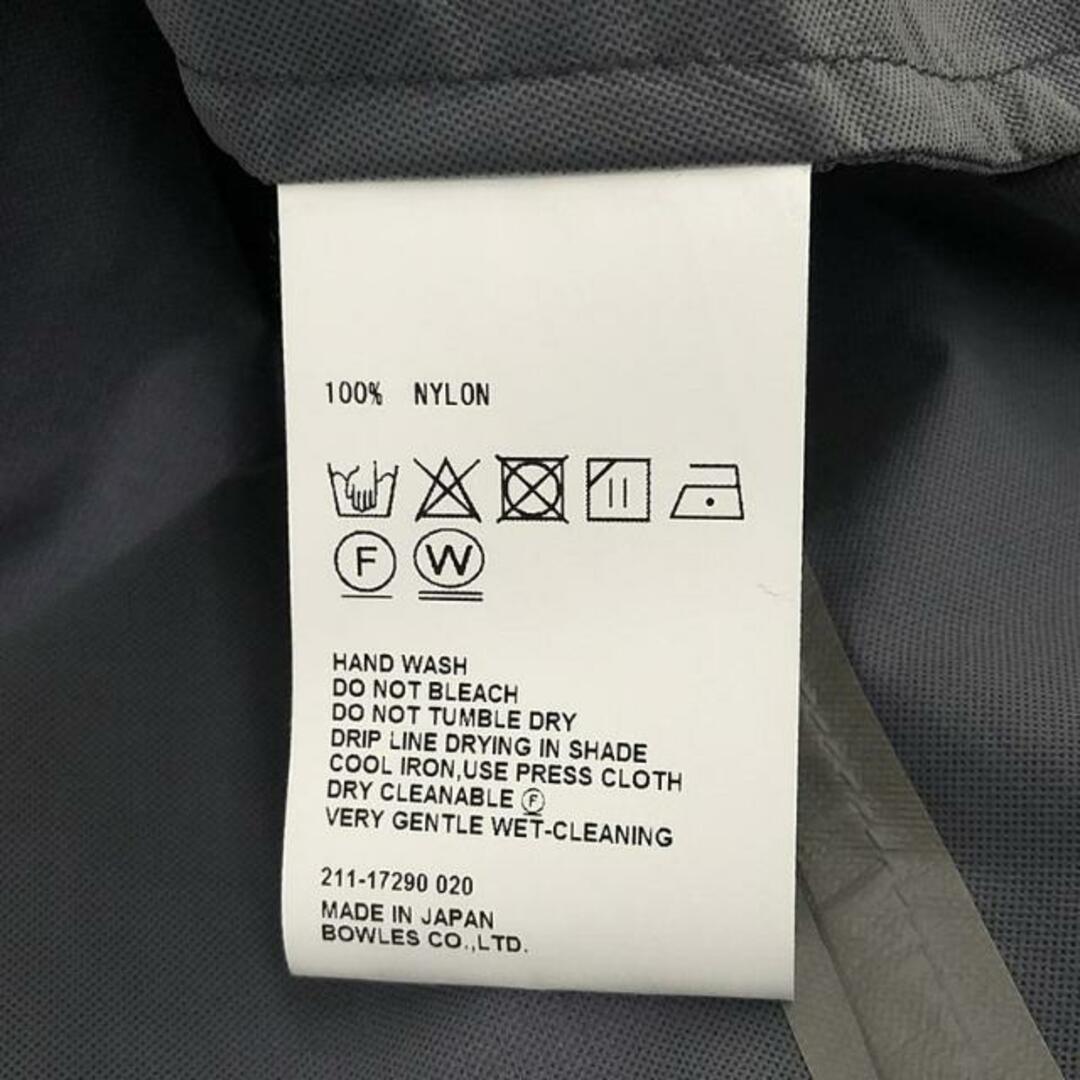 100% NYLON
F W
HAND WASH
DO NOT BLEACH
DO NOT TUMBLE DRY
DRIP LINE DRYING IN SHADE
COOL IRON,USE PRESS CLOTH
DRY CLEANABLE Ⓕ
VERY GENTLE WET-CLEANING
211-17290 020
MADE IN JAPAN
BOWLES CO.,LTD.